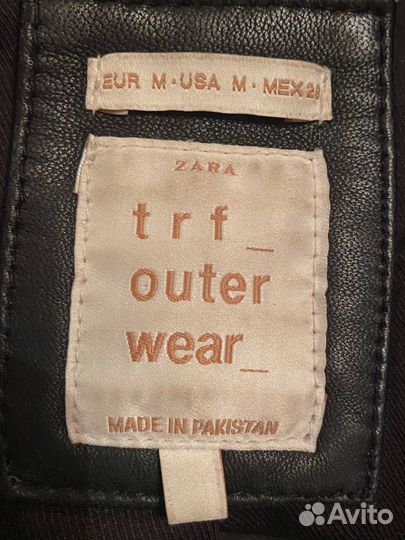 EUR M · USA M · MEX 28
ZARA
trf_
outer
wear_
MADE IN PAKISTAN
Avito